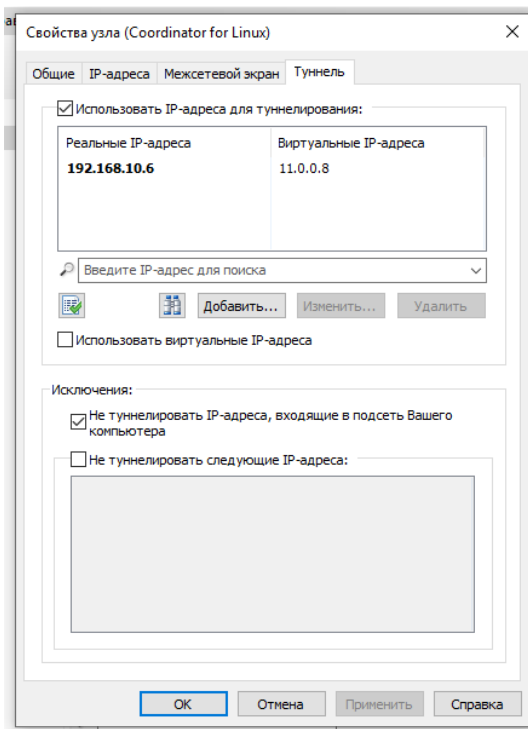 Свойства узла (Coordinator for Linux)
Общие IP-адреса Межсетевой экран Туннель
Использовать IP-адреса для туннелирования:
Реальные IP-адреса Виртуальные IP-адреса
192.168.10.6 11.0.0.8
Введите IP-адрес для поиска
Добавить... Изменить... Удалить
Использовать виртуальные IP-адреса
Исключения:
Не туннелировать IP-адреса, входящие в подсеть Вашего
компьютера
Не туннелировать следующие IP-адреса:
ОК Отмена Применить Справка